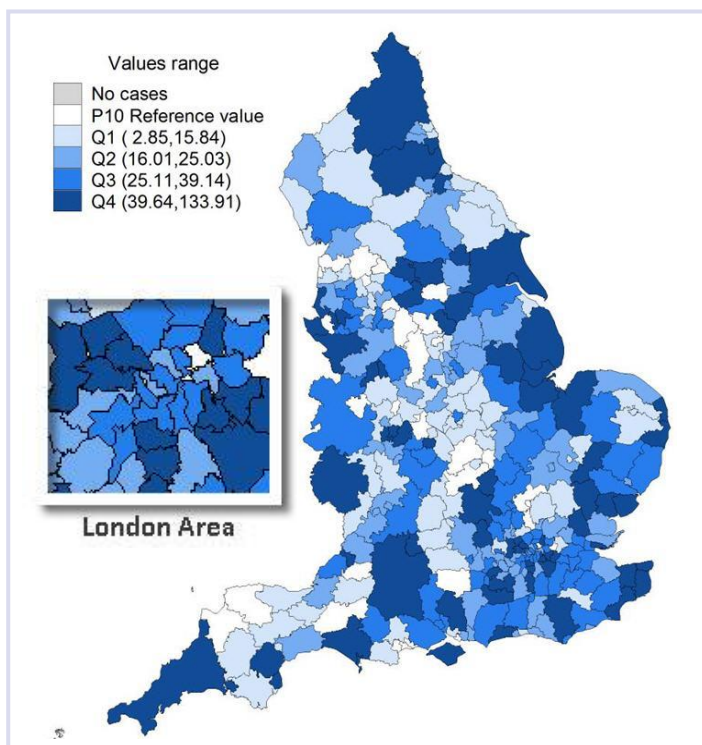 Values range
No cases
P10 Reference value
Q1 ( 2.85,15.84)
Q2 (16.01,25.03)
Q3 (25.11,39.14)
Q4 (39.64,133.91)
London Area